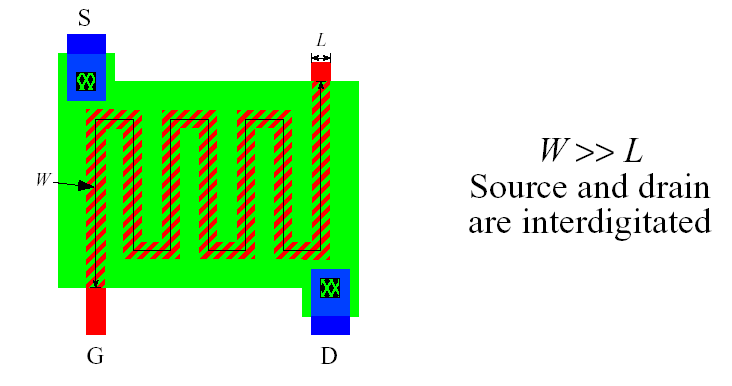 S
L
W
G
D
W >> L
Source and drain
are interdigitated